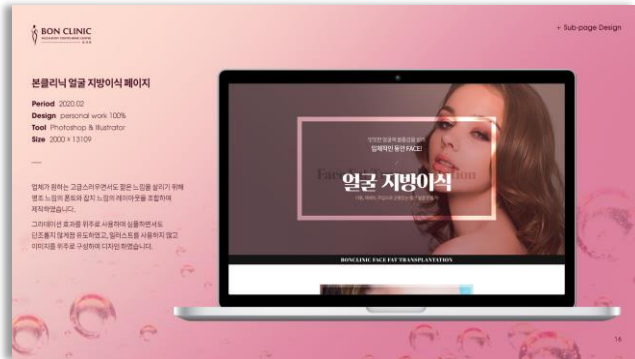 BON CLINIC
+ Sub-page Design
본클리닉 얼굴 지방이식 페이지
Period 2020.02
Design personal work 100%
Tool Photoshop & Illustrator
Size 2000 x 13109
업체가 원하는 고급스러우면서도 젊은 느낌을 살리기 위해
명조 느낌의 폰트와 잡지 느낌의 레이아웃을 조합하여
제작하였습니다.
그라데이션 효과를 위주로 사용하여 심플하면서도
단조롭지 않게끔 유도하였고, 일러스트를 사용하지 않고
이미지를 위주로 구성하여 디자인 하였습니다.
입체적인 동안 FACE!
얼굴 지방이식
BONCLINIC FACE FAT TRANSPLANTATION
16